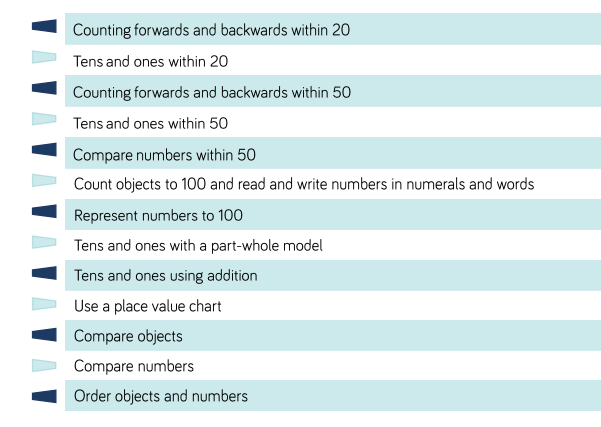 Counting forwards and backwards within 20
Tens and ones within 20
Counting forwards and backwards within 50
Tens and ones within 50
Compare numbers within 50
Count objects to 100 and read and write numbers in numerals and words
Represent numbers to 100
Tens and ones with a part-whole model
Tens and ones using addition
Use a place value chart
Compare objects
Compare numbers
Order objects and numbers